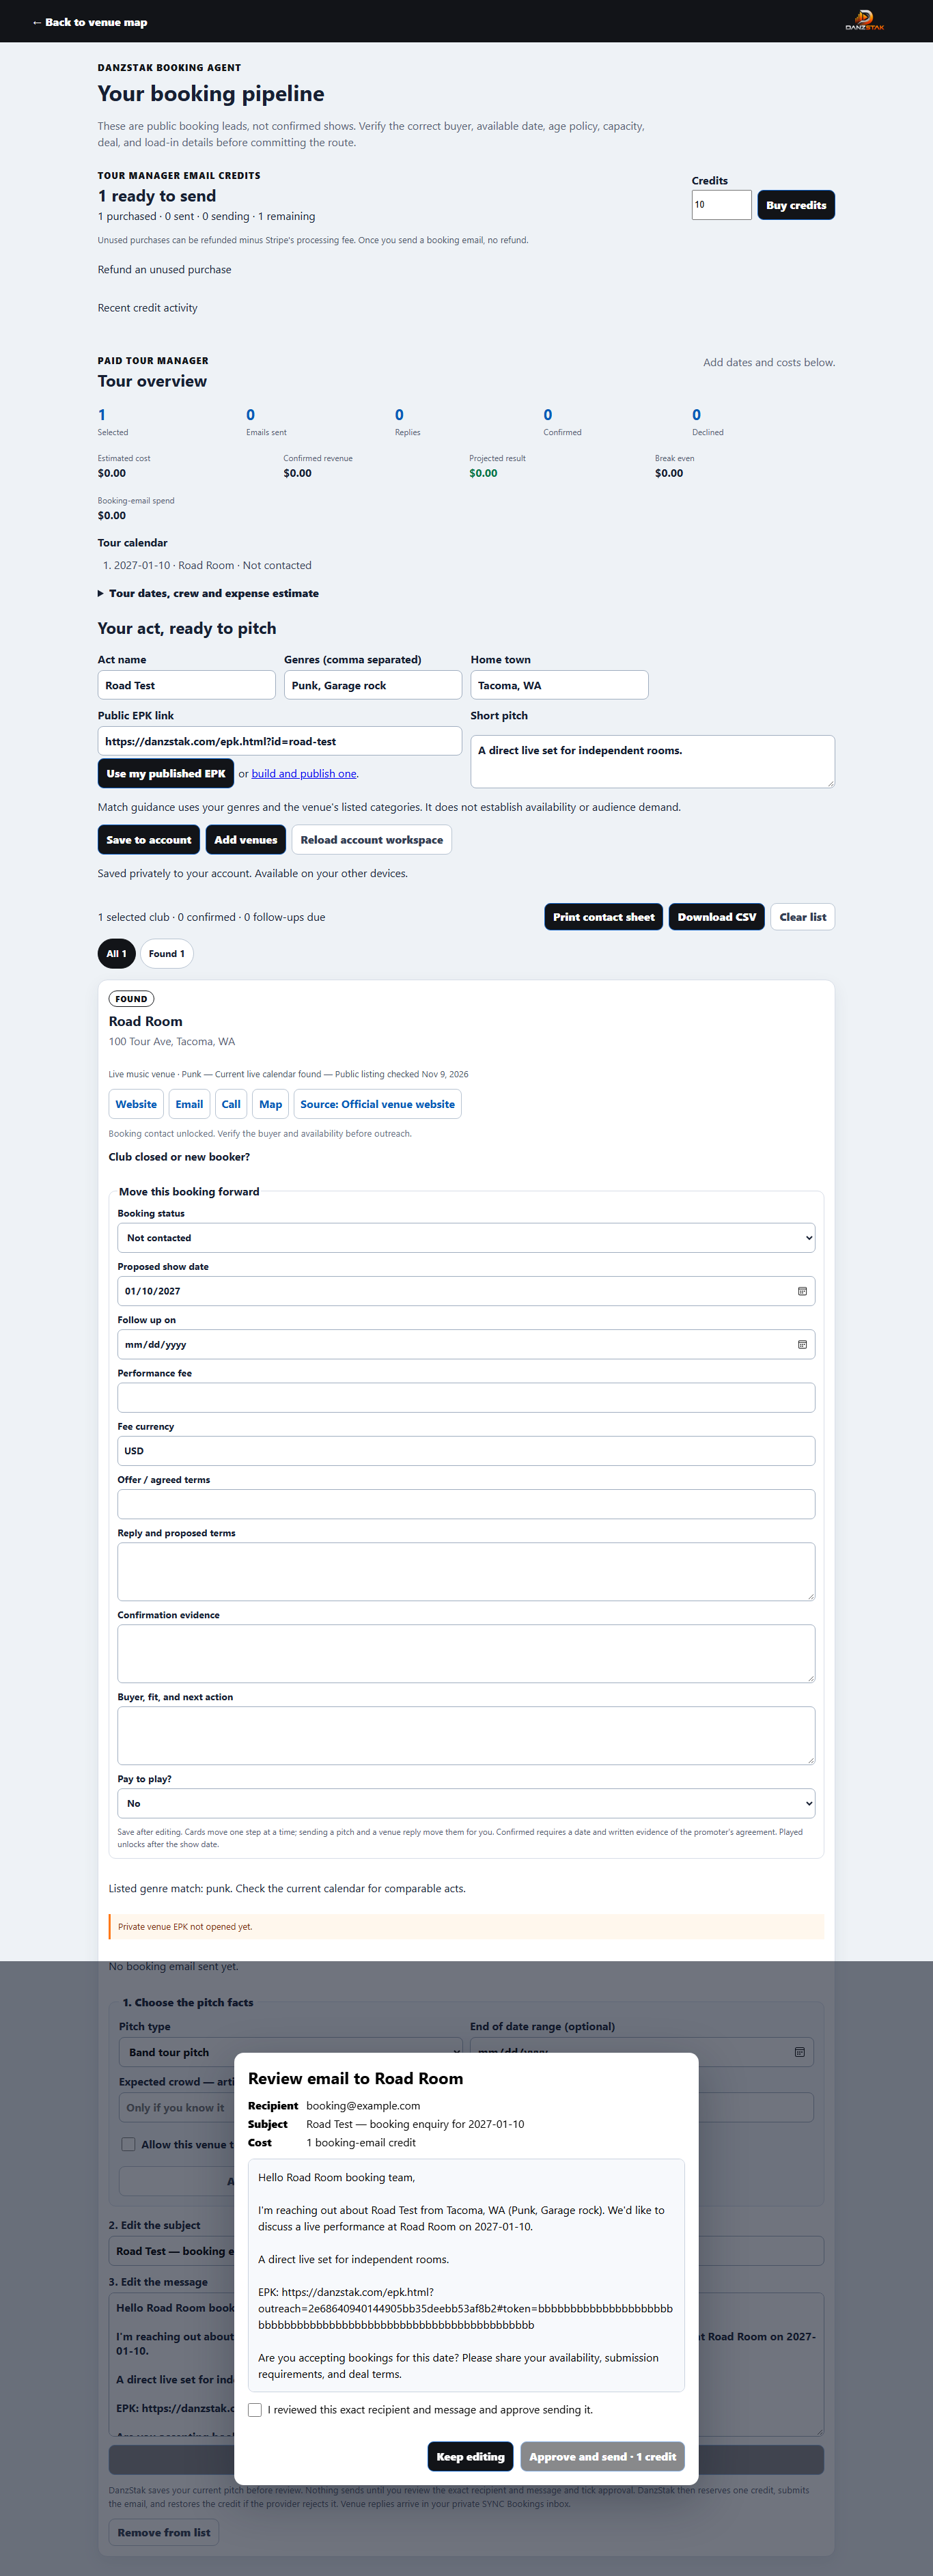 ← Back to venue map
DANZSTAK
DANZSTAK BOOKING AGENT
Your booking pipeline
These are public booking leads, not confirmed shows. Verify the correct buyer, available date, age policy, capacity,
deal, and load-in details before committing the route.
TOUR MANAGER EMAIL CREDITS
1 ready to send
1 purchased · 0 sent · 0 sending · 1 remaining
Credits
10
Buy credits
Unused purchases can be refunded minus Stripe's processing fee. Once you send a booking email, no refund.
Refund an unused purchase
Recent credit activity
PAID TOUR MANAGER
Tour overview
Add dates and costs below.
1
Selected
0
Emails sent
0
Replies
0
Confirmed
0
Declined
Estimated cost
$0.00
Confirmed revenue
$0.00
Projected result
$0.00
Break even
$0.00
Booking-email spend
$0.00
Tour calendar
1. 2027-01-10 · Road Room · Not contacted
▶ Tour dates, crew and expense estimate
Your act, ready to pitch
Act name
Road Test
Genres (comma separated)
Punk, Garage rock
Home town
Tacoma, WA
Public EPK link
https://danzstak.com/epk.html?id=road-test
Use my published EPK or build and publish one.
Short pitch
A direct live set for independent rooms.
Match guidance uses your genres and the venue's listed categories. It does not establish availability or audience demand.
Save to account
Add venues
Reload account workspace
Saved privately to your account. Available on your other devices.
1 selected club · 0 confirmed · 0 follow-ups due
Print contact sheet
Download CSV
Clear list
All 1
Found 1
FOUND
Road Room
100 Tour Ave, Tacoma, WA
Live music venue · Punk — Current live calendar found — Public listing checked Nov 9, 2026
Website
Email
Call
Map
Source: Official venue website
Booking contact unlocked. Verify the buyer and availability before outreach.
Club closed or new booker?
Move this booking forward
Booking status
Not contacted
Proposed show date
01/10/2027
Follow up on
mm/dd/yyyy
Performance fee
Fee currency
USD
Offer / agreed terms
Reply and proposed terms
Confirmation evidence
Buyer, fit, and next action
Pay to play?
No
Save after editing. Cards move one step at a time; sending a pitch and a venue reply move them for you. Confirmed requires a date and written evidence of the promoter's agreement. Played
unlocks after the show date.
Listed genre match: punk. Check the current calendar for comparable acts.
Private venue EPK not opened yet.
No booking email sent yet.
1. Choose the pitch facts
Pitch type
Band tour pitch
End of date range (optional)
mm/dd/yyyy
Expected crowd — arti
Only if you know it
Allow this venue t
A
2. Edit the subject
Road Test — booking e
3. Edit the message
Hello Road Room book
I'm reaching out about
t Road Room on 2027-
01-10.
A direct live set for ind
EPK: https://danzstak.c
Review email to Road Room
Recipient booking@example.com
Subject Road Test — booking enquiry for 2027-01-10
Cost 1 booking-email credit
Hello Road Room booking team,
I'm reaching out about Road Test from Tacoma, WA (Punk, Garage rock). We'd like to
discuss a live performance at Road Room on 2027-01-10.
A direct live set for independent rooms.
EPK: https://danzstak.com/epk.html?
outreach=2e68640940144905bb35deebb53af8b2#token=bbbbbbbbbbbbbbbbbbbbb
bbbbbbbbbbbbbbbbbbbbbbbbbbbbbbbbbbbbbbbbbbb
Are you accepting bookings for this date? Please share your availability, submission
requirements, and deal terms.
I reviewed this exact recipient and message and approve sending it.
Keep editing
Approve and send · 1 credit
DanzStak saves your current pitch before review. Nothing sends until you review the exact recipient and message and tick approval. DanzStak then reserves one credit, submits
the email, and restores the credit if the provider rejects it. Venue replies arrive in your private SYNC Bookings inbox.
Remove from list